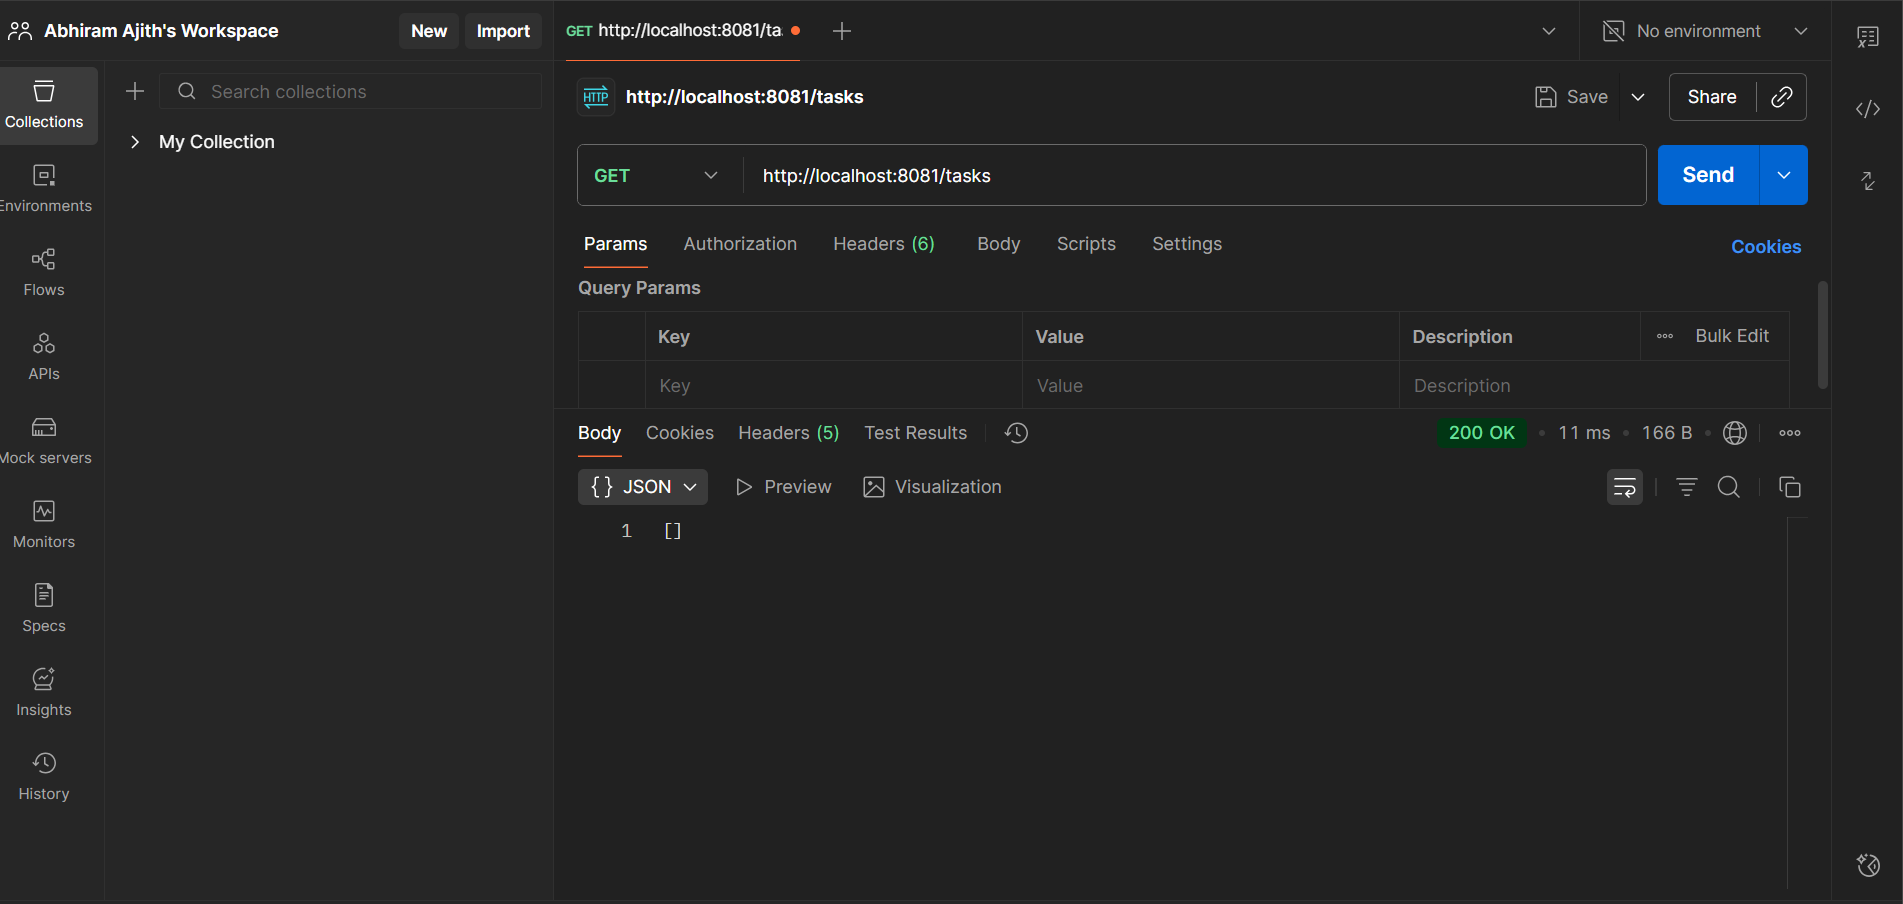 Abhiram Ajith's Workspace New Import
GET http://localhost:8081/ta.
No environment
Collections
Environments
Flows
APIs
Mock servers
Monitors
Specs
Insights
History
Search collections
My Collection
HTTP http://localhost:8081/tasks
Save Share
GET http://localhost:8081/tasks Send
Params Authorization Headers (6) Body Scripts Settings Cookies
Query Params
Key Value Description Bulk Edit
Key Value Description
Body Cookies Headers (5) Test Results 200 OK • 11 ms • 166 B •
{} JSON Preview Visualization
1 []